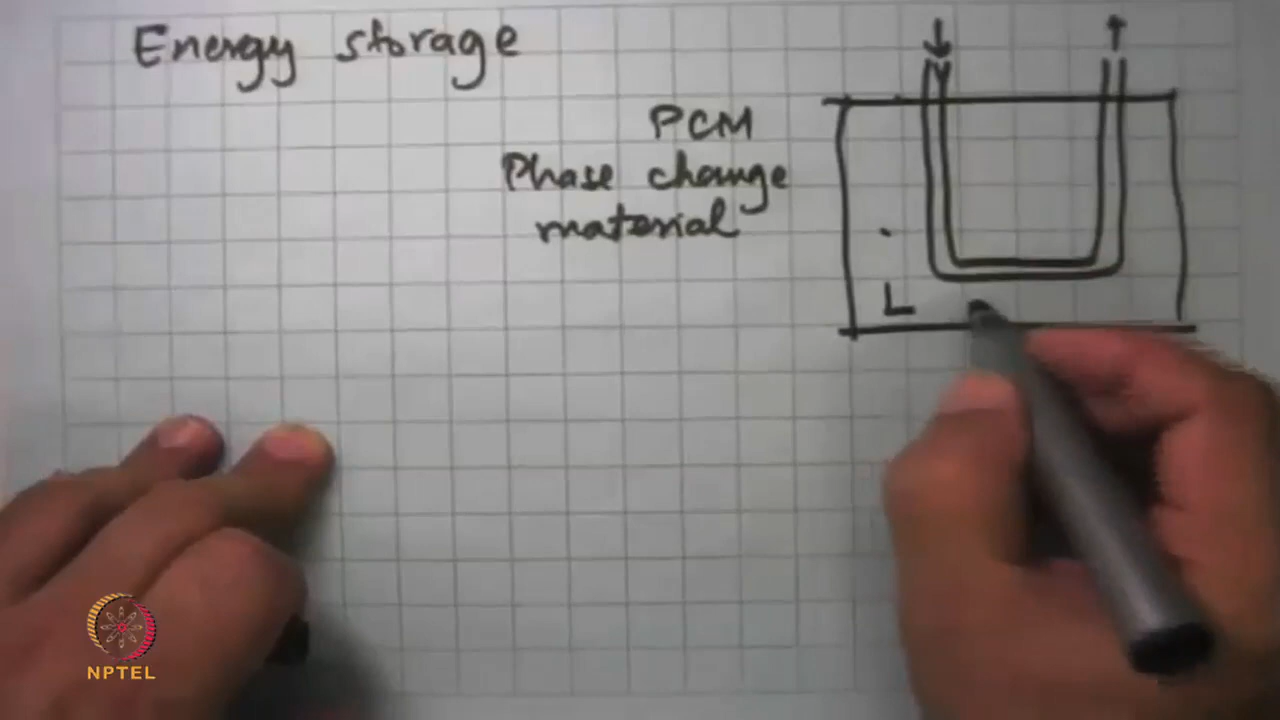 Energy storage
PCM
Phase change
material
L
NPTEL